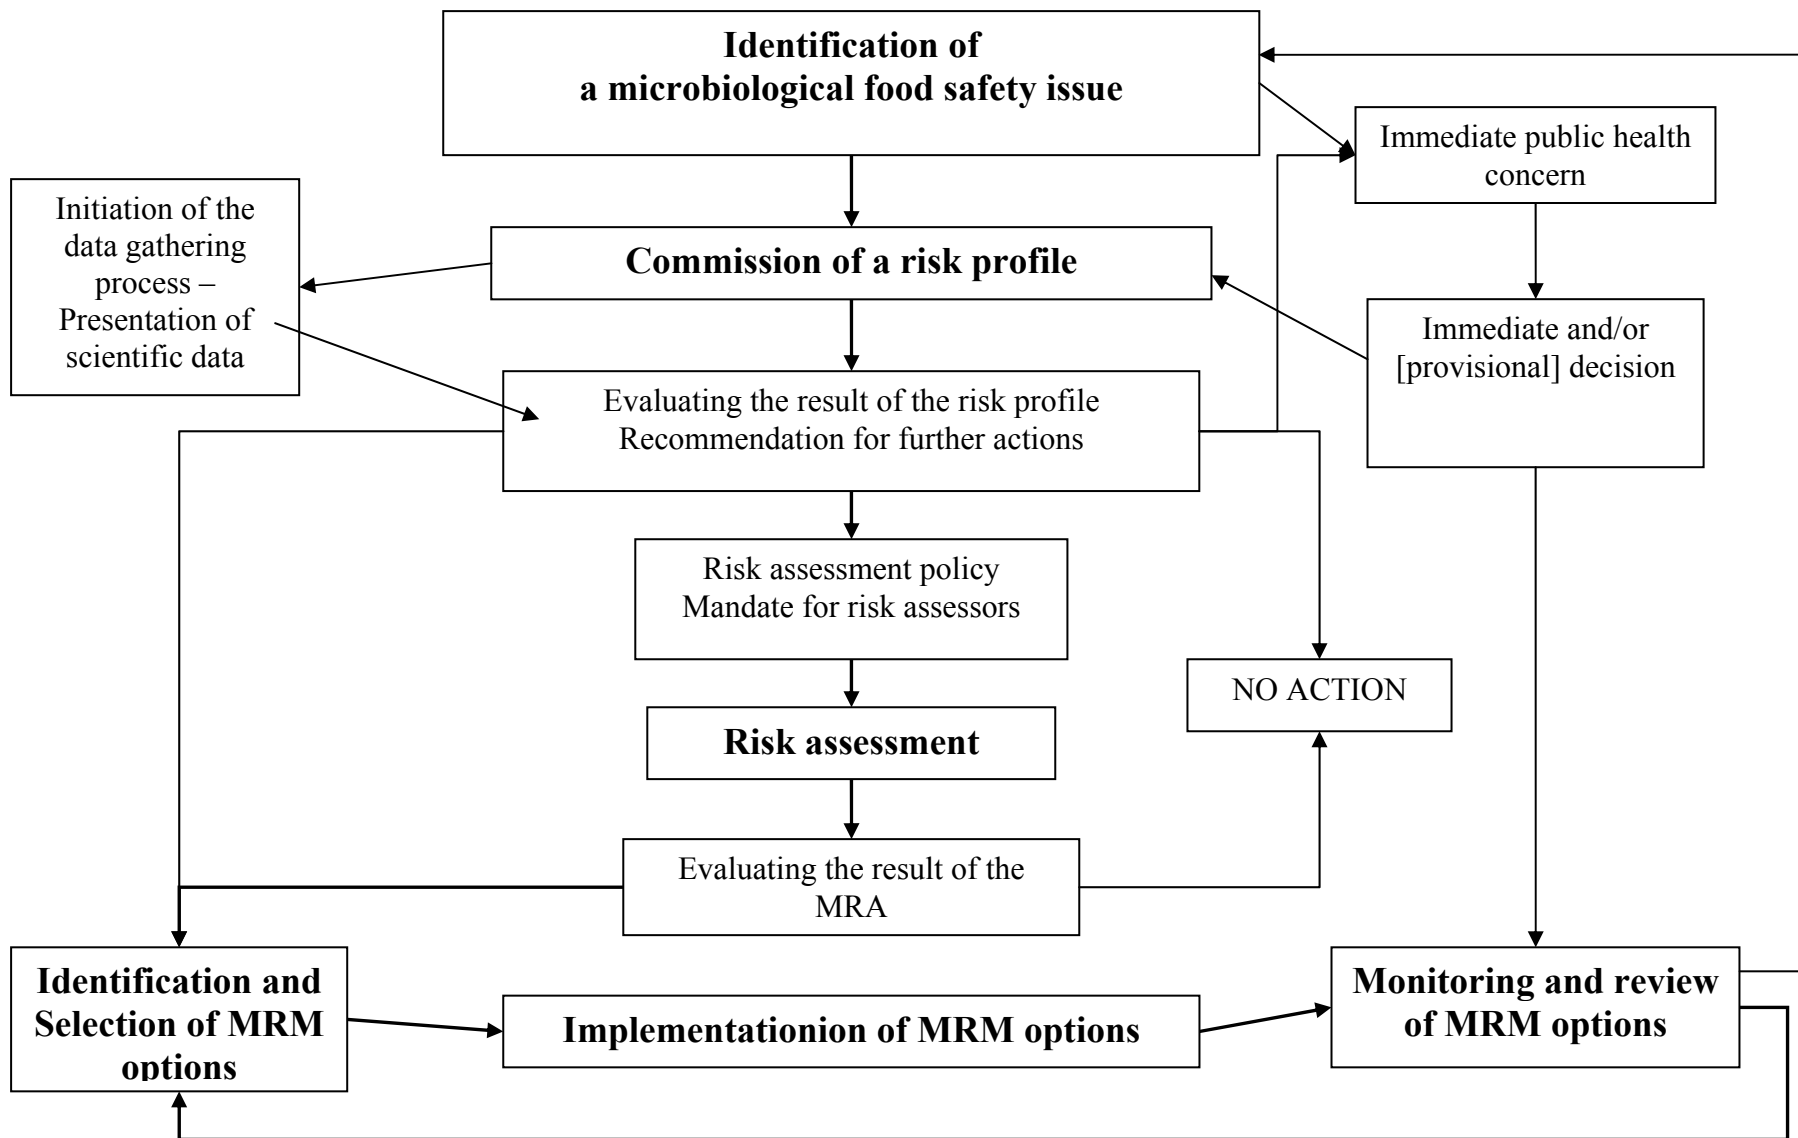 Identification of
a microbiological food safety issue
Immediate public health
concern
Initiation of the
data gathering
process –
Presentation of
scientific data
Commission of a risk profile
Immediate and/or
[provisional] decision
Evaluating the result of the risk profile
Recommendation for further actions
Risk assessment policy
Mandate for risk assessors
NO ACTION
Risk assessment
Evaluating the result of the
MRA
Identification and
Selection of MRM
options
Implementationion of MRM options
Monitoring and review
of MRM options